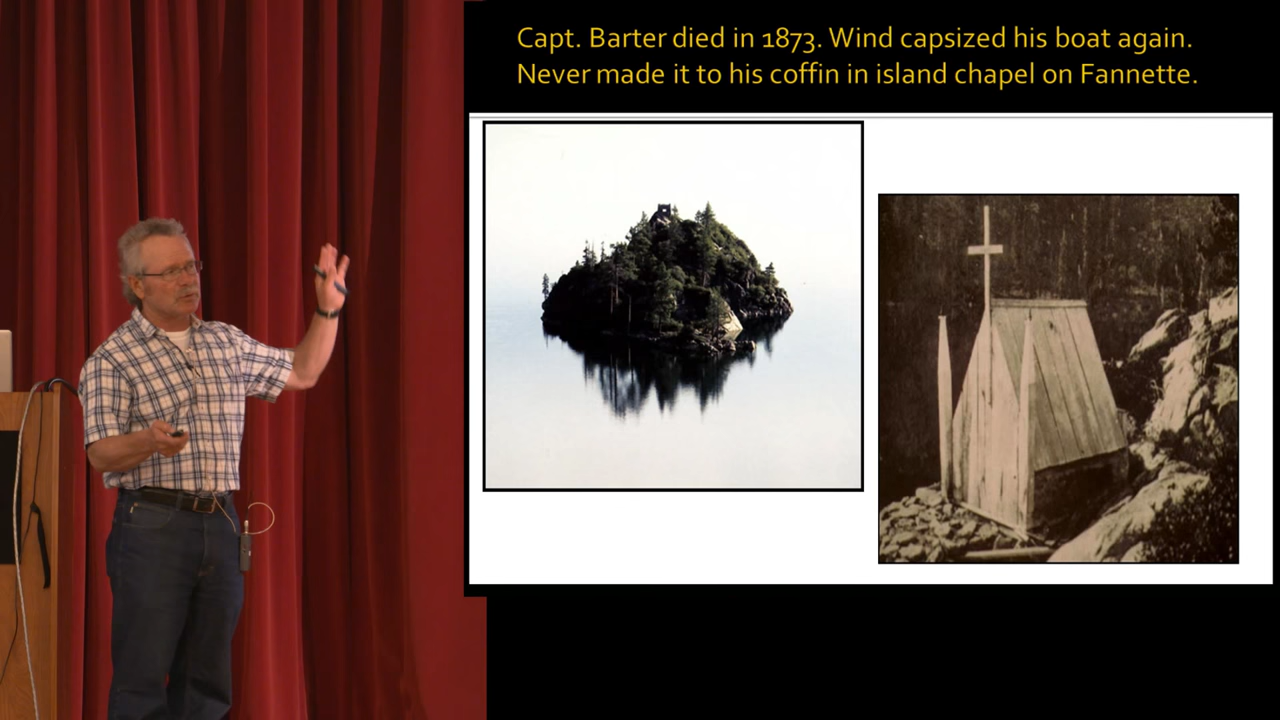 Capt. Barter died in 1873. Wind capsized his boat again.
Never made it to his coffin in island chapel on Fannette.